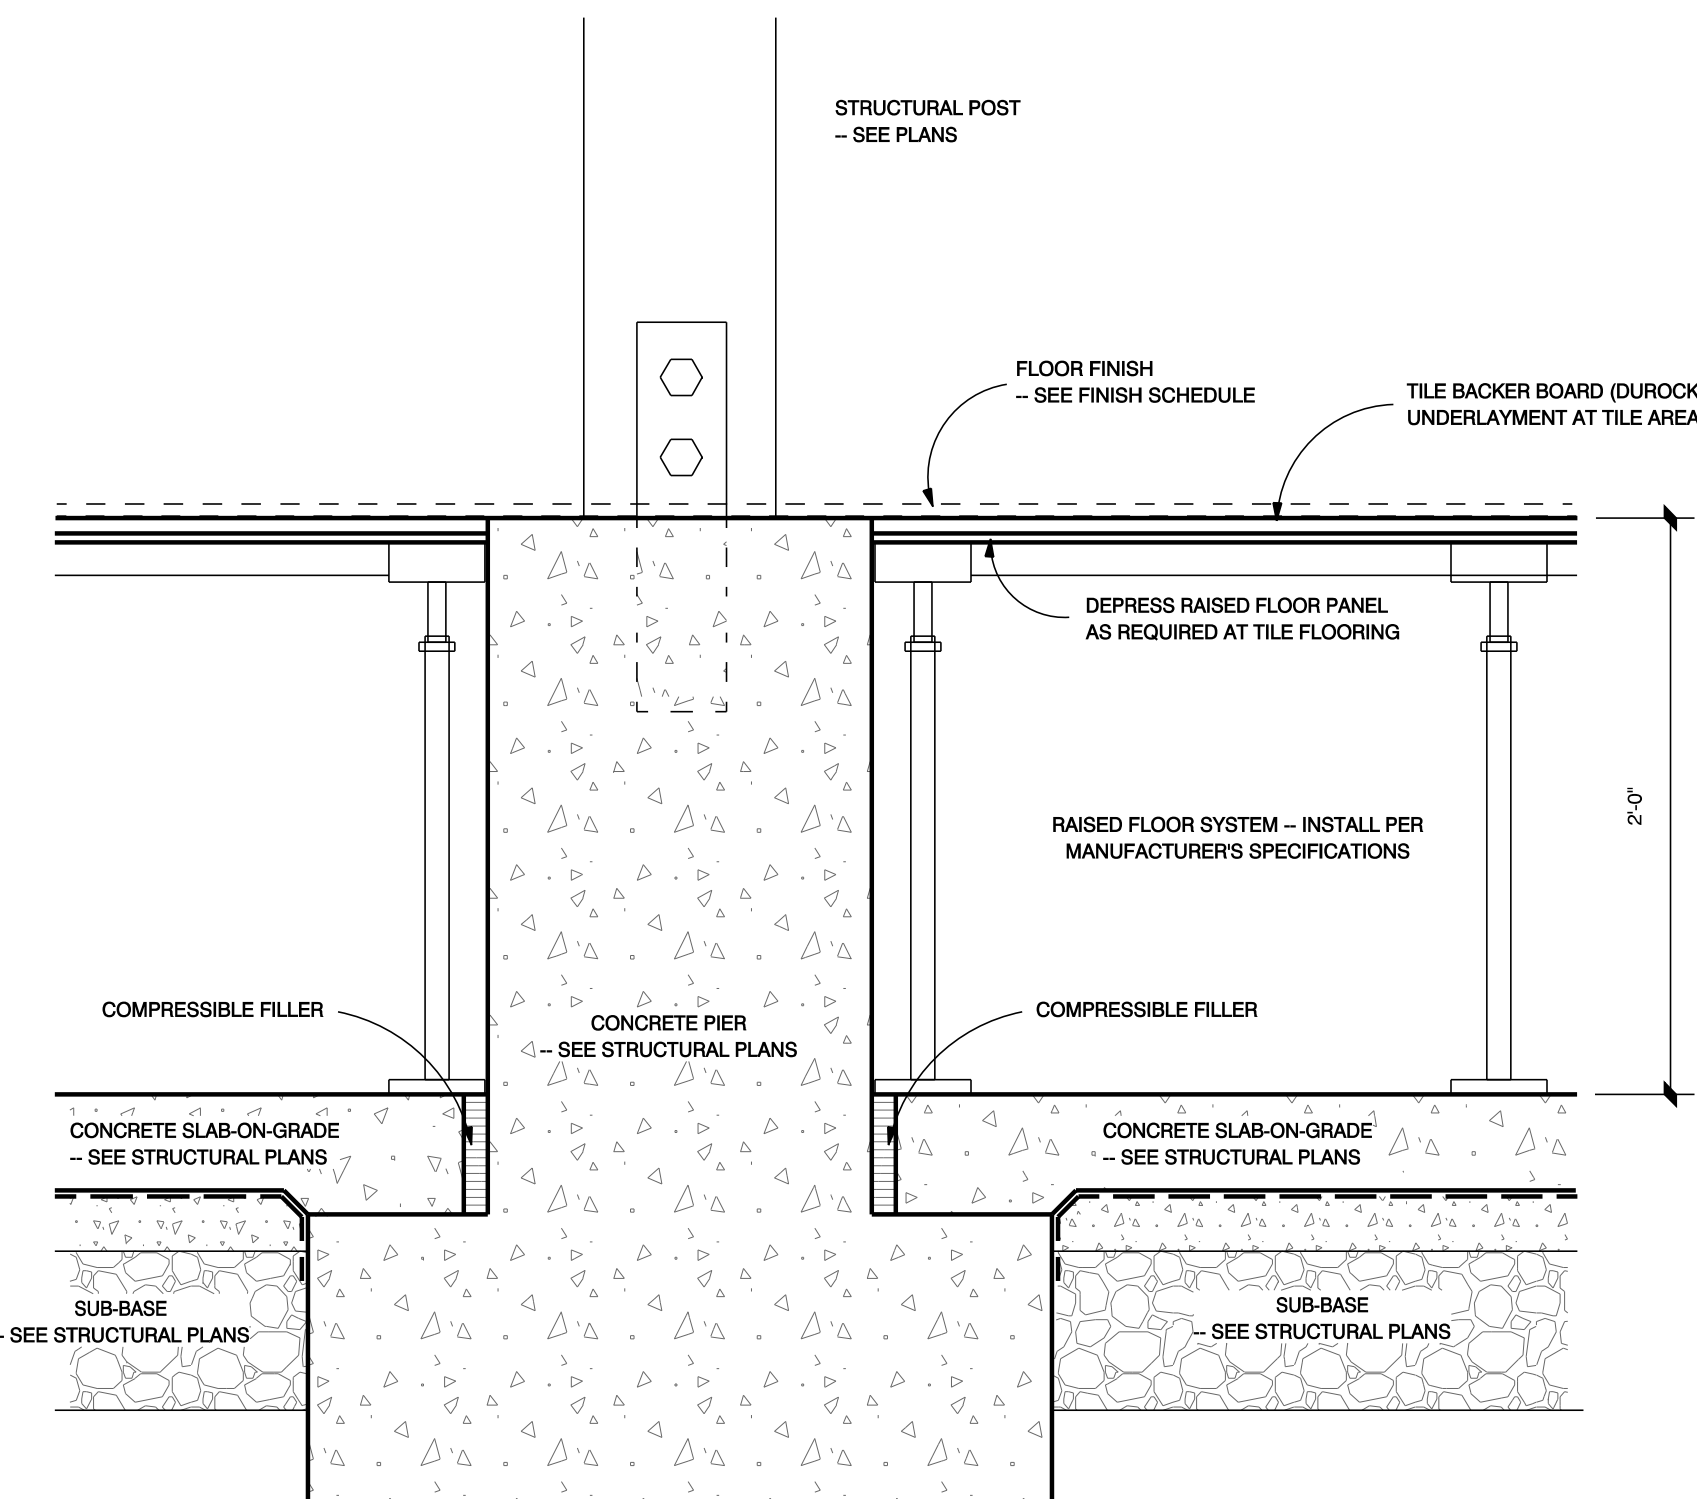 STRUCTURAL POST
-- SEE PLANS
FLOOR FINISH
-- SEE FINISH SCHEDULE
TILE BACKER BOARD (DUROCK
UNDERLAYMENT AT TILE AREA
DEPRESS RAISED FLOOR PANEL
AS REQUIRED AT TILE FLOORING
2'-0"
RAISED FLOOR SYSTEM -- INSTALL PER
MANUFACTURER'S SPECIFICATIONS
COMPRESSIBLE FILLER
CONCRETE PIER
-- SEE STRUCTURAL PLANS
COMPRESSIBLE FILLER
CONCRETE SLAB-ON-GRADE
-- SEE STRUCTURAL PLANS
CONCRETE SLAB-ON-GRADE
-- SEE STRUCTURAL PLANS
SUB-BASE
- SEE STRUCTURAL PLANS
SUB-BASE
-- SEE STRUCTURAL PLANS